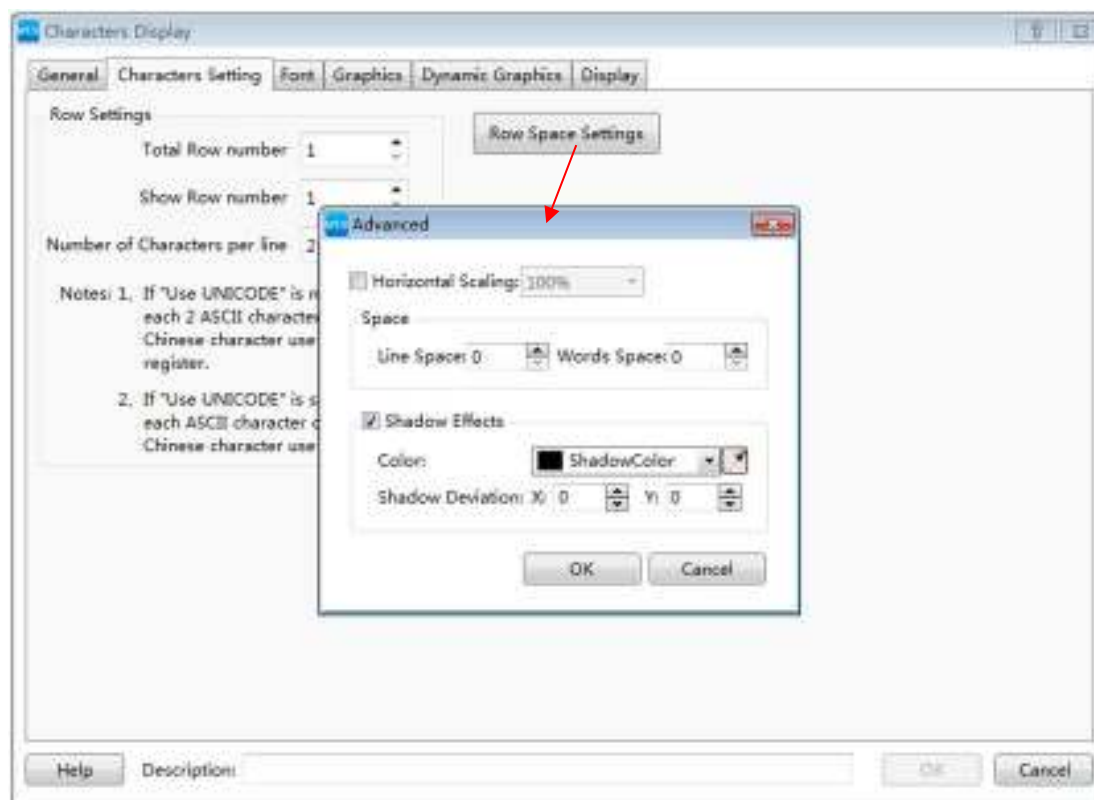 Characters Display
General Characters Setting Font Graphics Dynamic Graphics Display
Row Settings
Row Space Settings
Total Row number 1
Show Row number 1
Number of Characters per line 2
Notes: 1, If "Use UNICODE" is
each 2 ASCII character
Chinese character use
register.
2, If "Use UNICODE" is s
each ASCII character
Chinese character use
Advanced
Horizontal Scaling: 100%
Space
Line Space: 0 Words Space: 0
Shadow Effects
Color: ShadowColor
Shadow Deviation: X: 0 Y: 0
OK Cancel
Help Description: OK Cancel